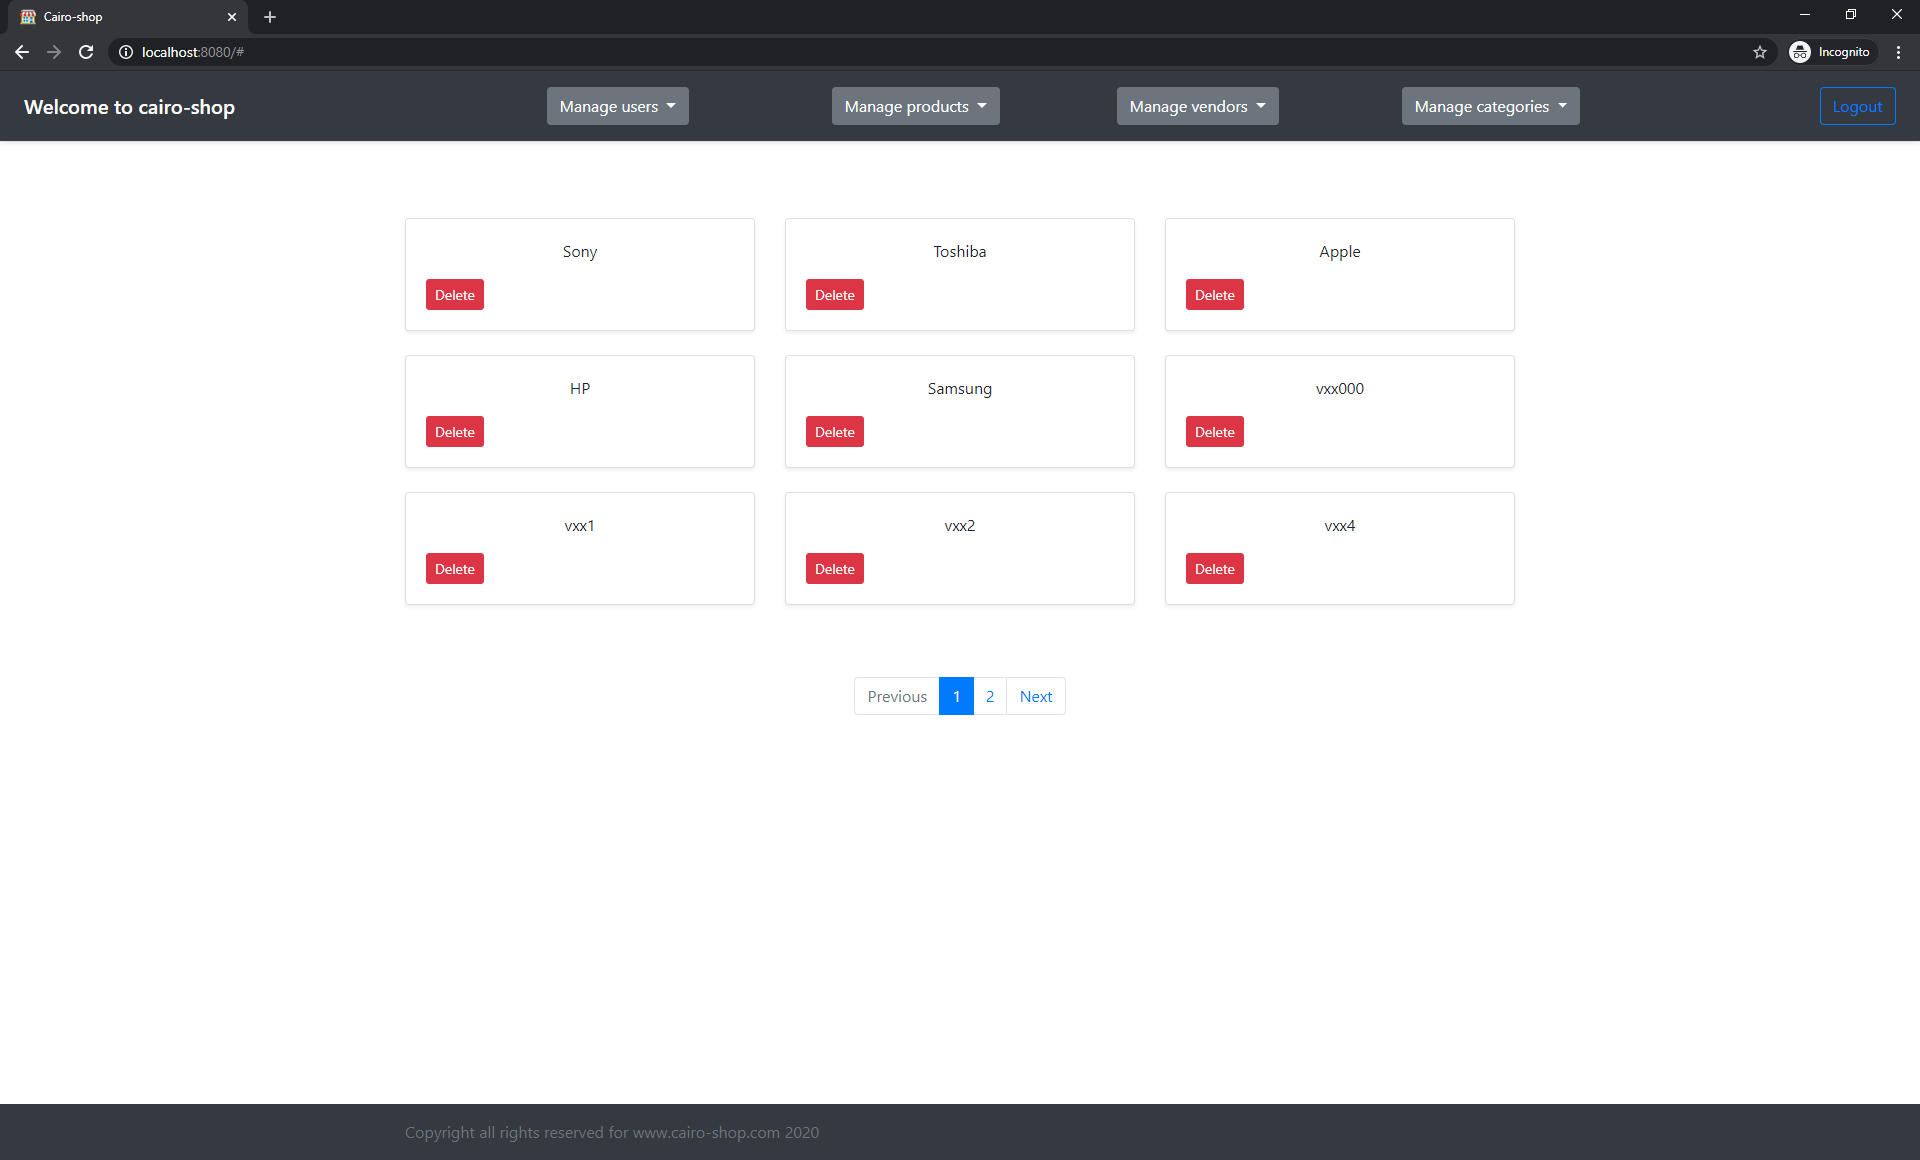 Cairo-shop
localhost:8080/#
Incognito
Welcome to cairo-shop
Manage users
Manage products
Manage vendors
Manage categories
Logout
Sony
Toshiba
Apple
Delete
Delete
Delete
HP
Samsung
vxx000
Delete
Delete
Delete
vxx1
vxx2
vxx4
Delete
Delete
Delete
Previous 1 2 Next
Copyright all rights reserved for www.cairo-shop.com 2020